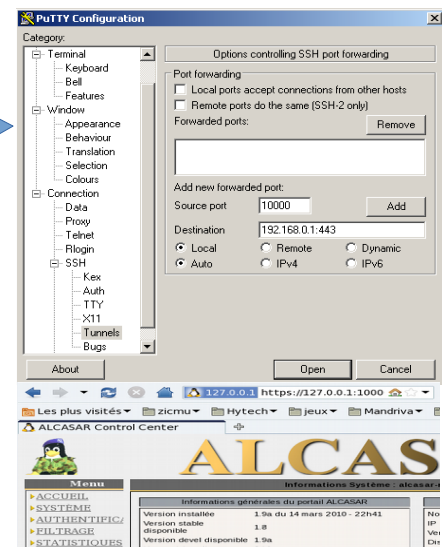 PuTTY Configuration
Category:
Terminal
Keyboard
Bell
Features
Window
Appearance
Behaviour
Translation
Selection
Colours
Connection
Data
Proxy
Telnet
Rlogin
SSH
Kex
Auth
TTY
X11
Tunnels
Bugs
Options controlling SSH port forwarding
Port forwarding
Local ports accept connections from other hosts
Remote ports do the same (SSH-2 only)
Forwarded ports:
Remove
Add new forwarded port:
Source port 10000 Add
Destination 192.168.0.1:443
Local Remote Dynamic
Auto IPv4 IPv6
About Open Cancel
127.0.0.1 https://127.0.0.1:1000
Les plus visités zicmu Hytech jeux Mandriva
ALCASAR Control Center
ALCAS
Menu
ACCUEIL
SYSTÈME
AUTHENTIFICA
FILTRAGE
STATISTIQUES
Informations Système : alcasar-
Informations générales du portail ALCASAR
Version installée 1.9a du 14 mars 2010 - 22h41
Version stable disponible 1.8
Version devel disponible 1.9a
No
IP
Ver
Dis